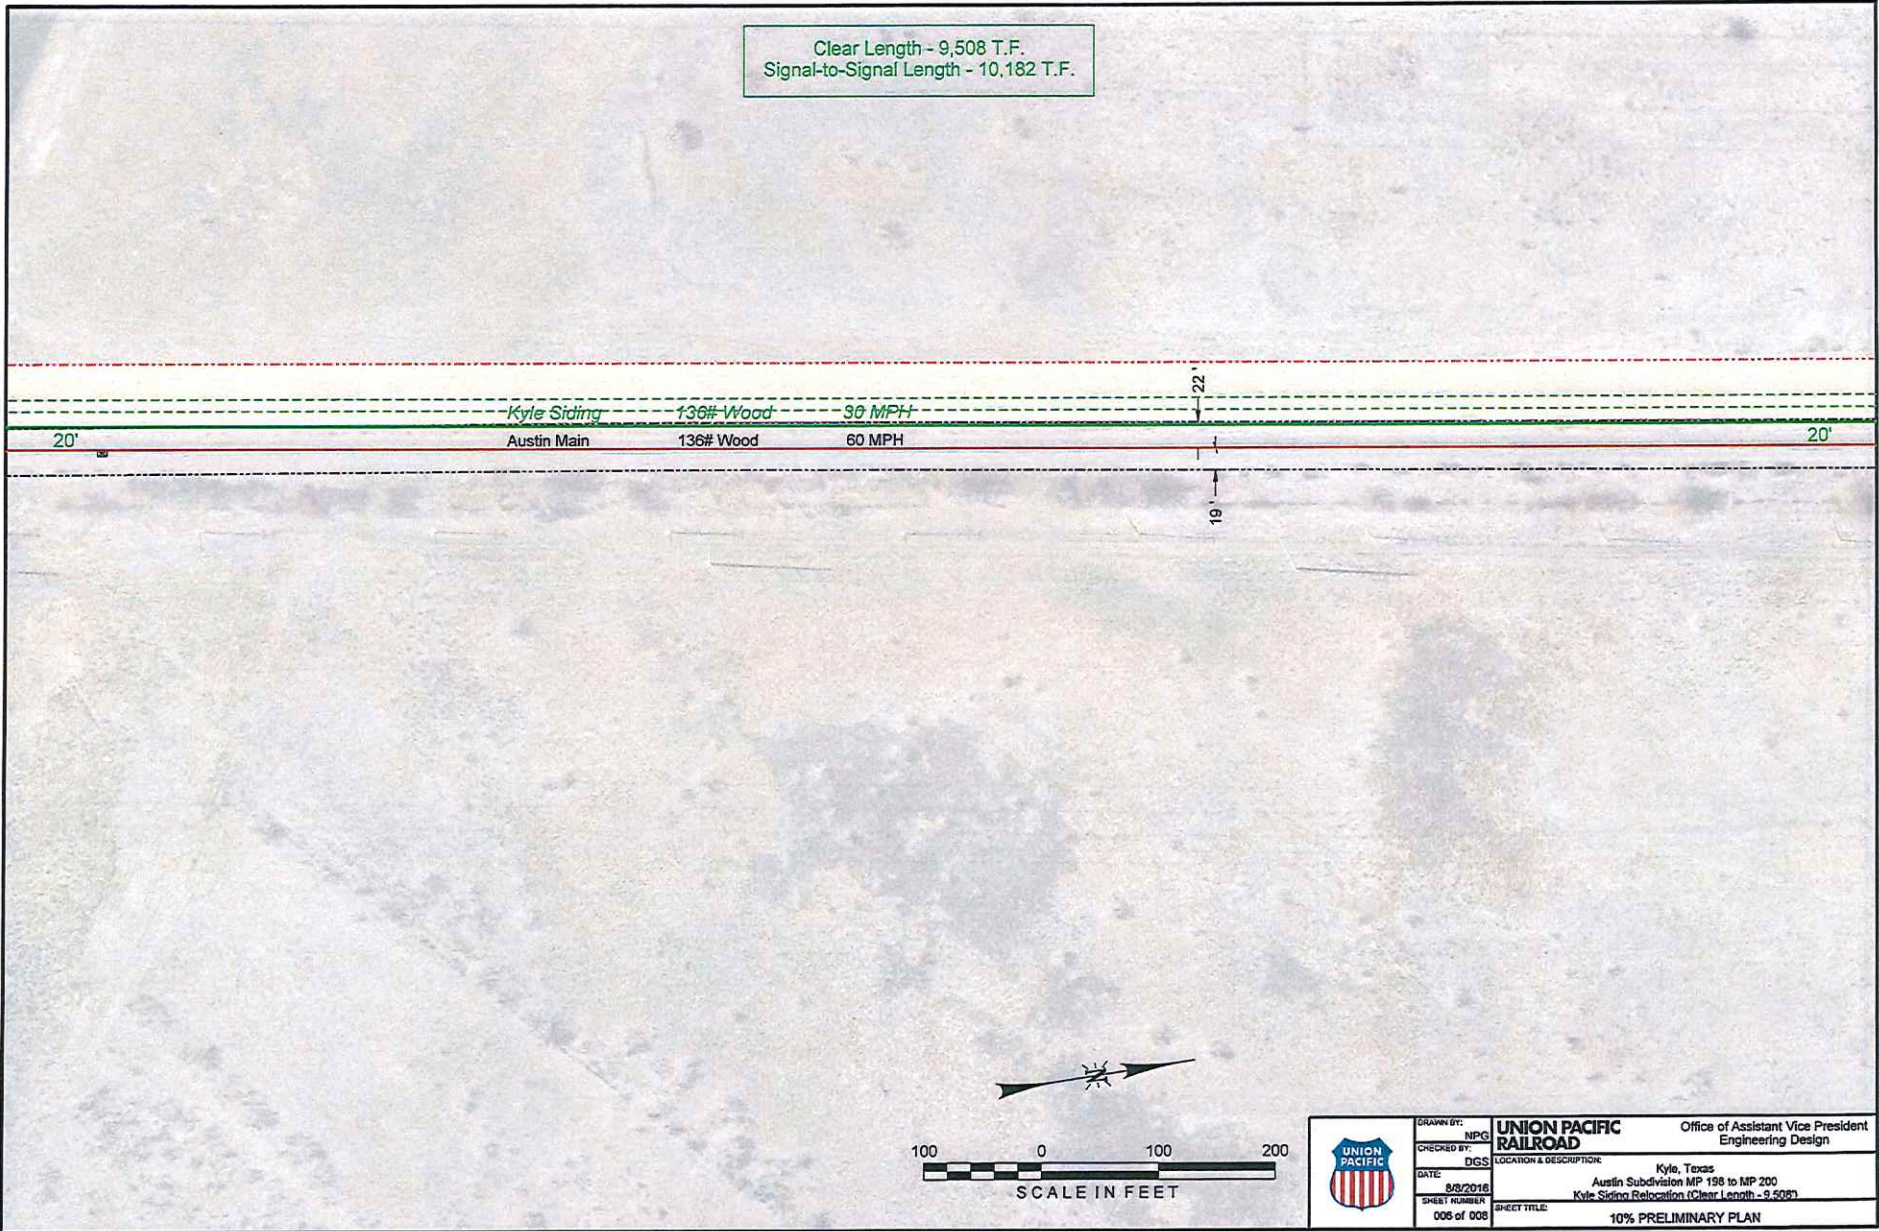 Clear Length - 9,508 T.F.
Signal-to-Signal Length - 10,182 T.F.
22'
Kyle Siding 136# Wood 30 MPH
20' Austin Main 136# Wood 60 MPH 20'
19'
N
100 0 100 200
SCALE IN FEET
UNION PACIFIC
DRAWN BY: NPG
CHECKED BY: DGS
DATE: 8/8/2016
SHEET NUMBER
006 of 008
UNION PACIFIC RAILROAD
Office of Assistant Vice President
Engineering Design
LOCATION & DESCRIPTION:
Kyle, Texas
Austin Subdivision MP 198 to MP 200
Kyle Siding Relocation (Clear Length - 9,508')
SHEET TITLE:
10% PRELIMINARY PLAN